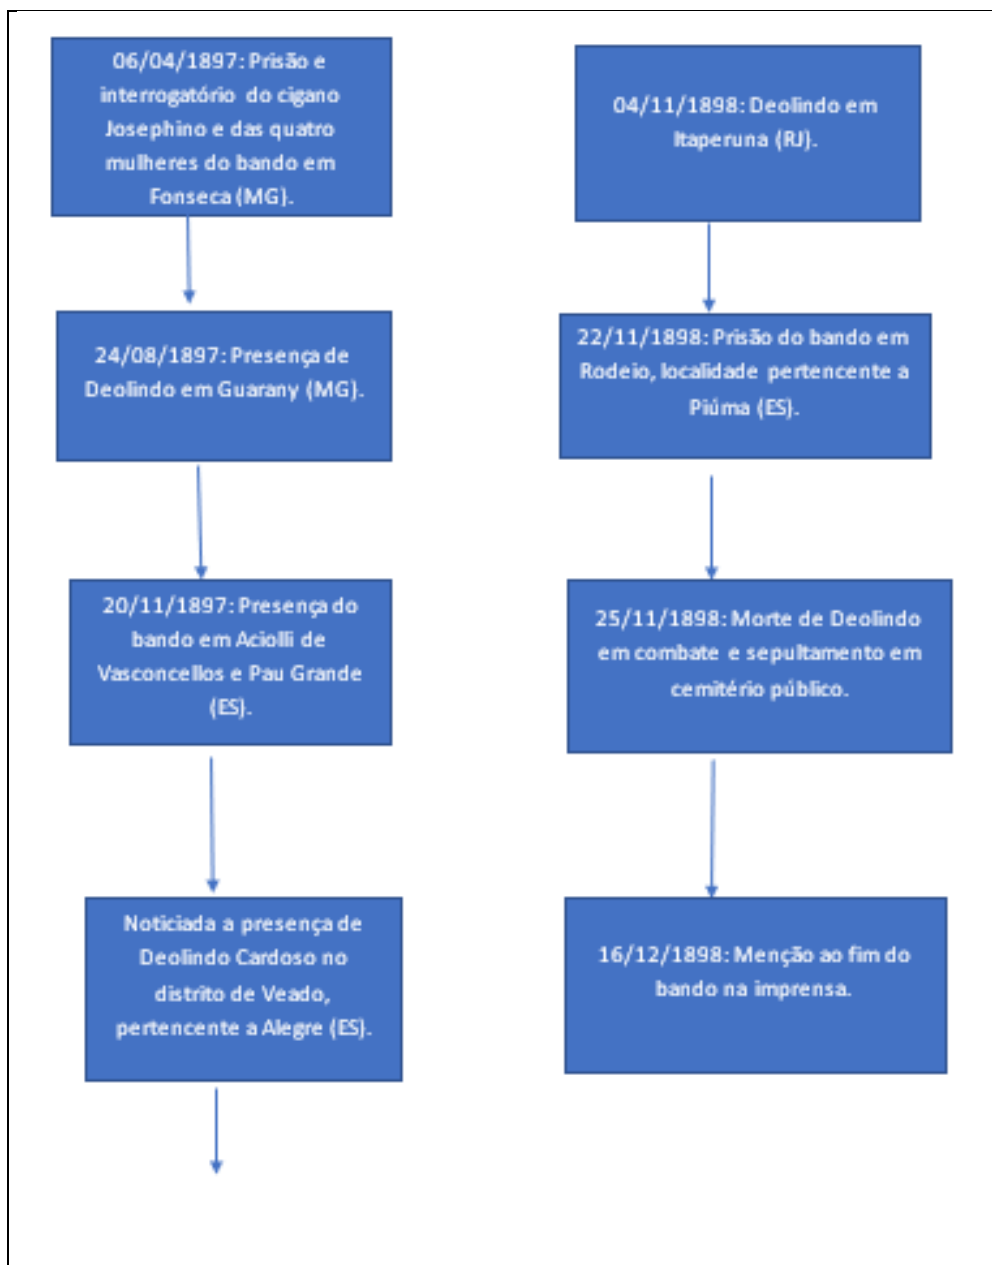 06/04/1897: Prisão e
interrogatório do cigano
Josephino e das quatro
mulheres do bando em
Fonseca (MG).
24/08/1897: Presença de
Deolindo em Guarany (MG).
20/11/1897: Presença do
bando em Aciolli de
Vasconcellos e Pau Grande
(ES).
Noticiada a presença de
Deolindo Cardoso no
distrito de Veado,
pertencente a Alegre (ES).
04/11/1898: Deolindo em
Itaperuna (RJ).
22/11/1898: Prisão do bando em
Rodeio, localidade pertencente a
Piúma (ES).
25/11/1898: Morte de Deolindo
em combate e sepultamento em
cemitério público.
16/12/1898: Menção ao fim do
bando na imprensa.